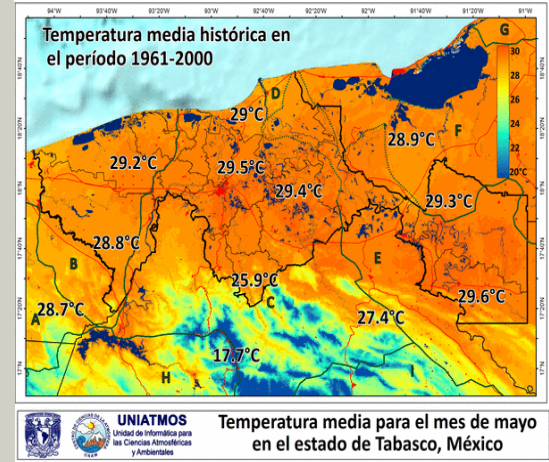 94°W 93°40'W 93°20'W 93°W 92°40'W 92°20'W 92°W 91°40'W 91°20'W 91°W
Temperatura media histórica en
el período 1961-2000
G
30
28
26
24
22
20°C
18°40'N
18°20'N
18°N
17°40'N
17°20'N
17°N
D
29°C
28.9°C
F
29.2°C
29.5°C
29.4°C
29.3°C
28.8°C
B
25.9°C
C
E
29.6°C
28.7°C
A
27.4°C
17.7°C
H
I
UNIATMOS
Unidad de Informática para
las Ciencias Atmosféricas
y Ambientales
Temperatura media para el mes de mayo
en el estado de Tabasco, México